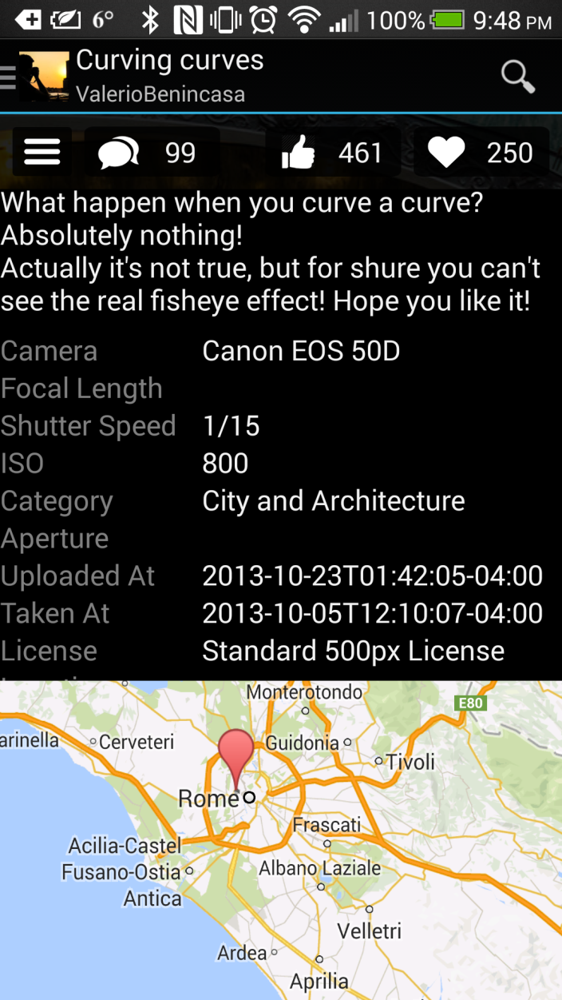 6° 100% 9:48 PM
Curving curves
ValerioBenincasa
99 461 250
What happen when you curve a curve?
Absolutely nothing!
Actually it's not true, but for shure you can't
see the real fisheye effect! Hope you like it!
Camera Canon EOS 50D
Focal Length
Shutter Speed 1/15
ISO 800
Category City and Architecture
Aperture
Uploaded At 2013-10-23T01:42:05-04:00
Taken At 2013-10-05T12:10:07-04:00
License Standard 500px License
Monterotondo
E80
arinella Cerveteri Guidonia
Tivoli
Rome
Frascati
Acilia-Castel
Fusano-Ostia
Antica
Albano Laziale
Velletri
Ardea
Aprilia